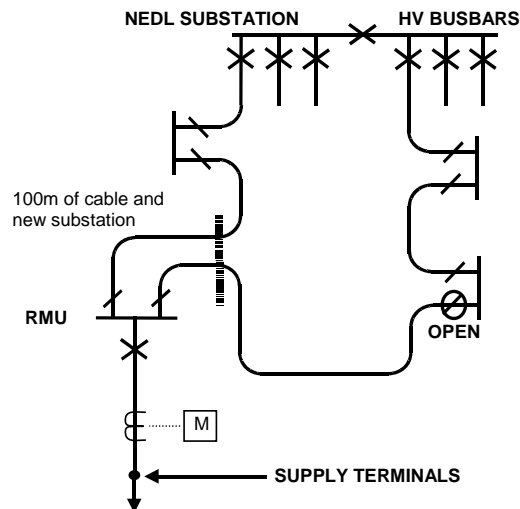 NEDL SUBSTATION
HV BUSBARS
100m of cable and
new substation
RMU
OPEN
M
SUPPLY TERMINALS